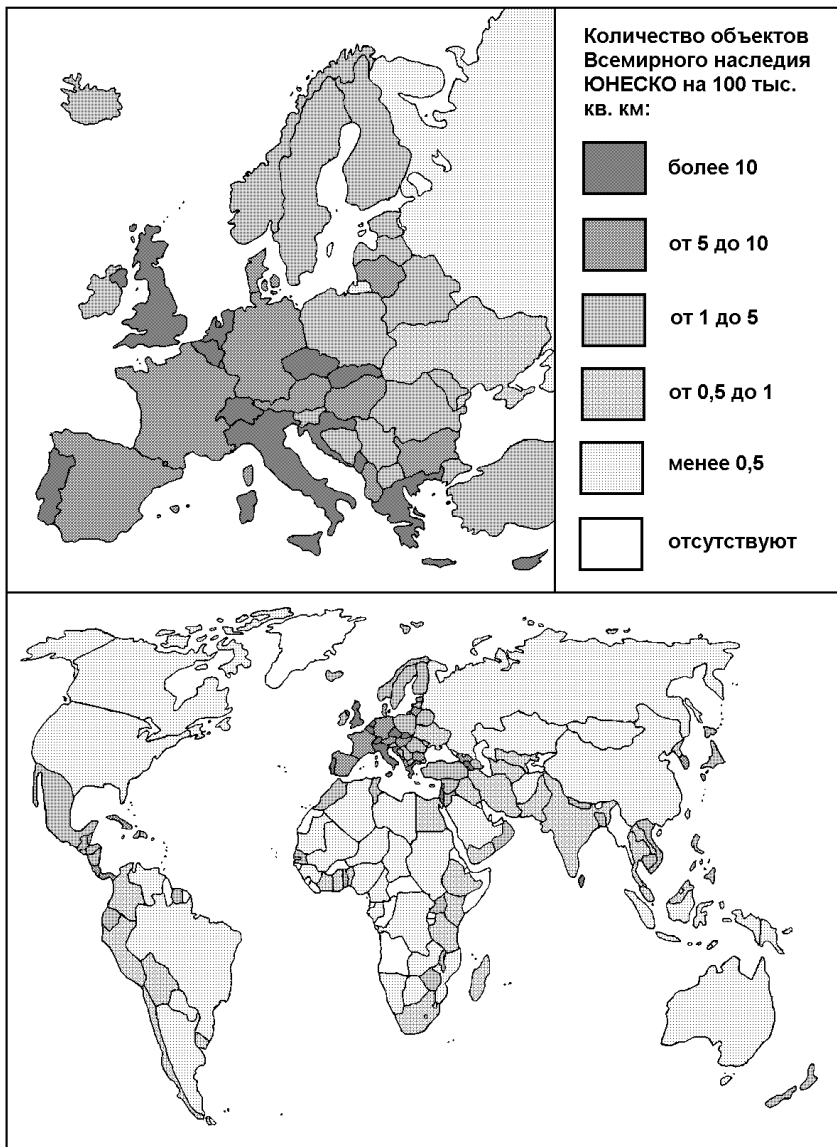 Количество объектов
Всемирного наследия
ЮНЕСКО на 100 тыс.
кв. км:
более 10
от 5 до 10
от 1 до 5
от 0,5 до 1
менее 0,5
отсутствуют